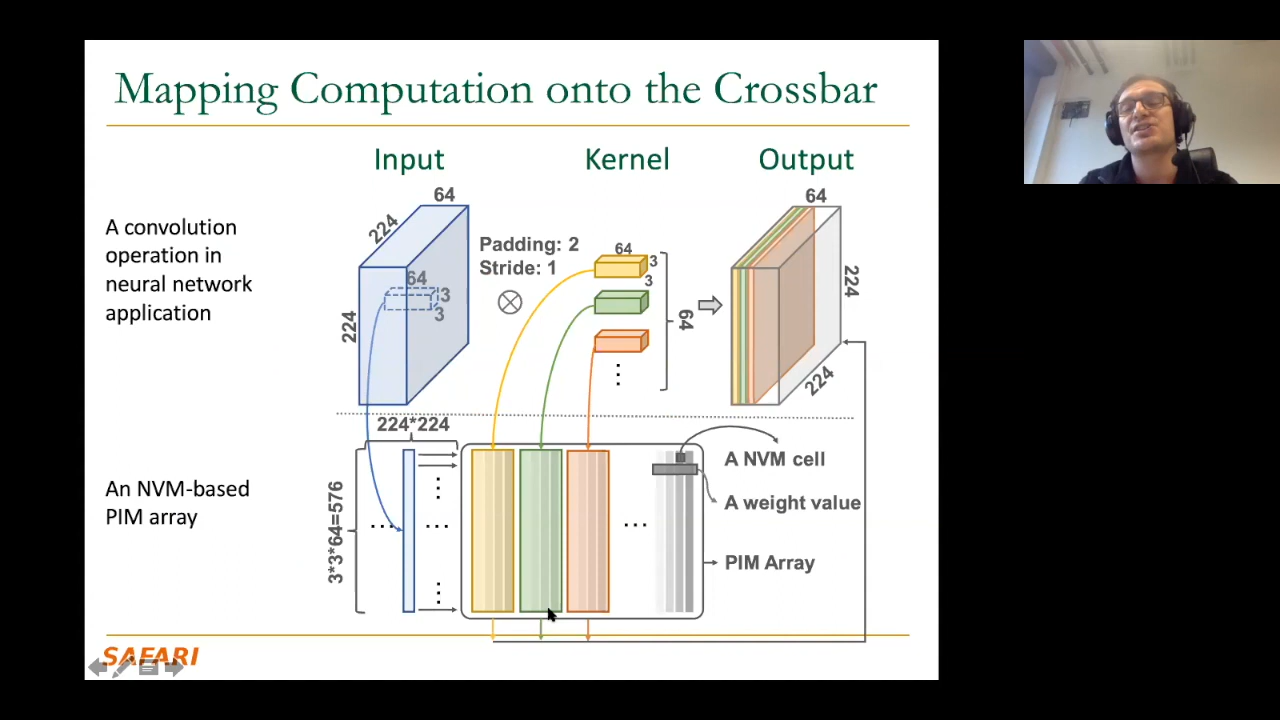 Mapping Computation onto the Crossbar
Input
Kernel
Output
A convolution
operation in
neural network
application
64
224
224
64
3
3
Padding: 2
Stride: 1
64
3
3
64
64
224
224
224*224
An NVM-based
PIM array
3*3*64=576
A NVM cell
A weight value
PIM Array
SAFARI